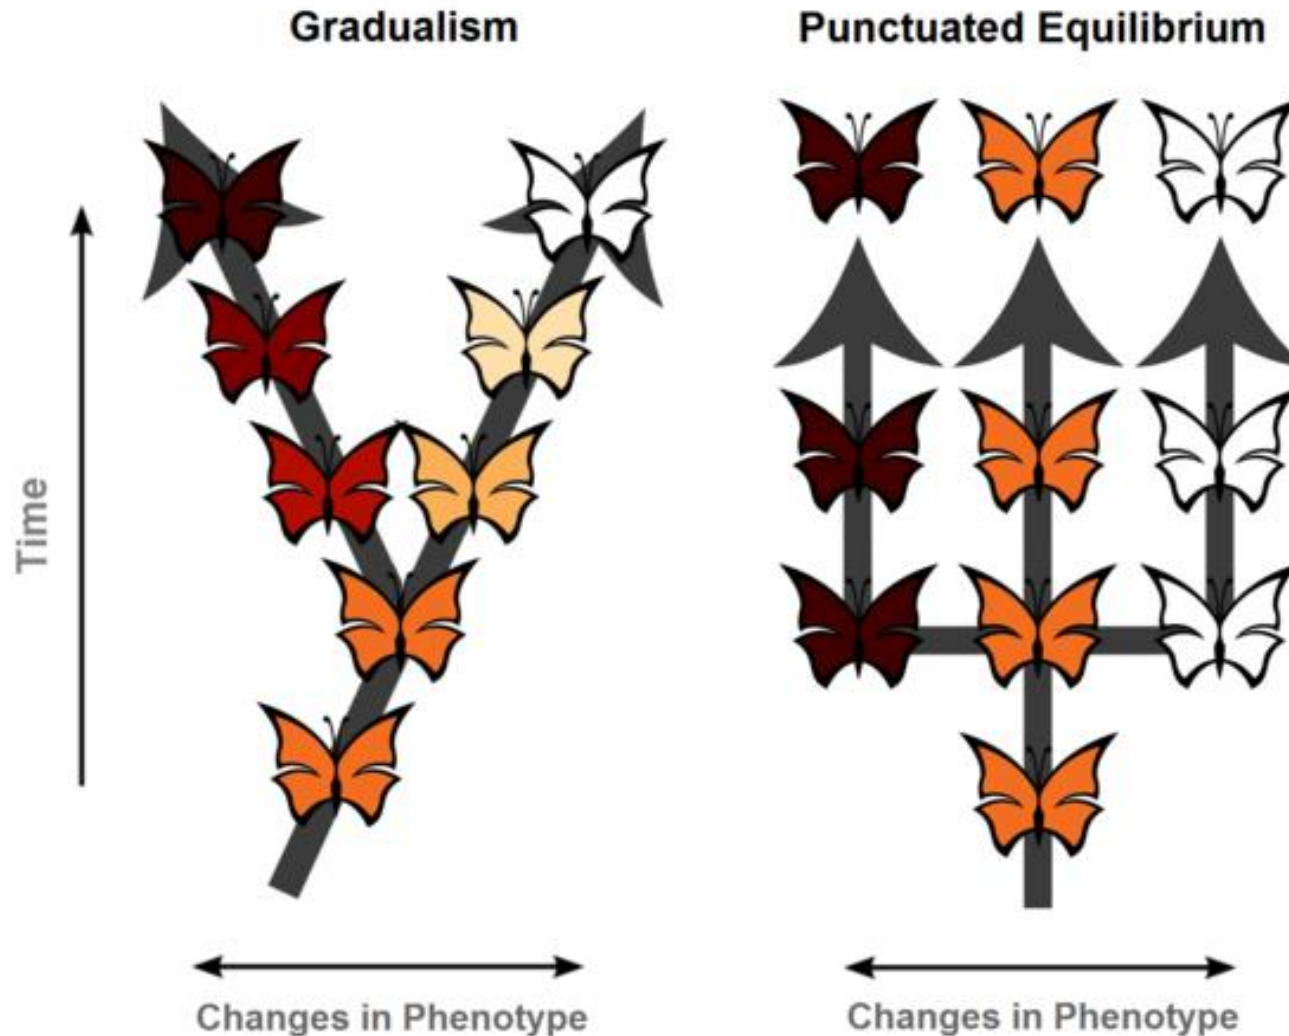 Gradualism
Punctuated Equilibrium
Time
Changes in Phenotype
Changes in Phenotype